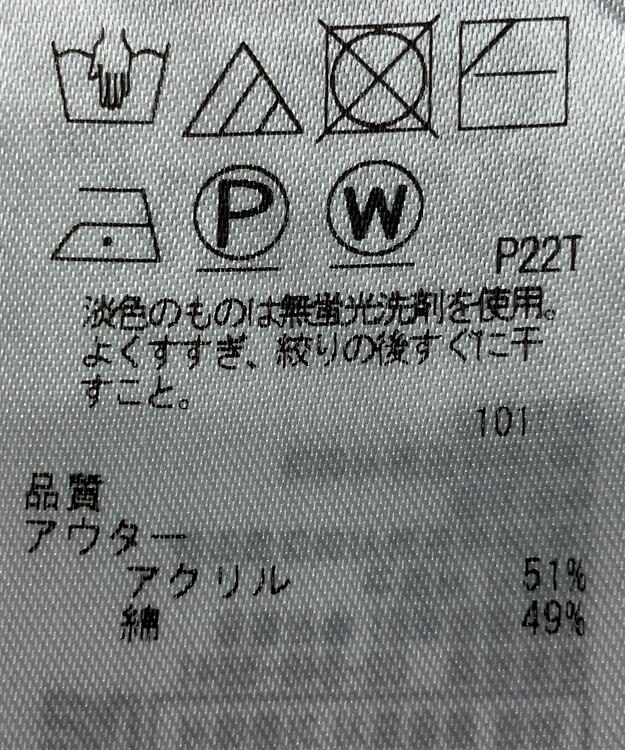 P W
P22T
淡色のものは無蛍光洗剤を使用。
よくすすぎ、絞りの後すぐに干
すこと。
101
品質
アウター
アクリル 51%
綿 49%